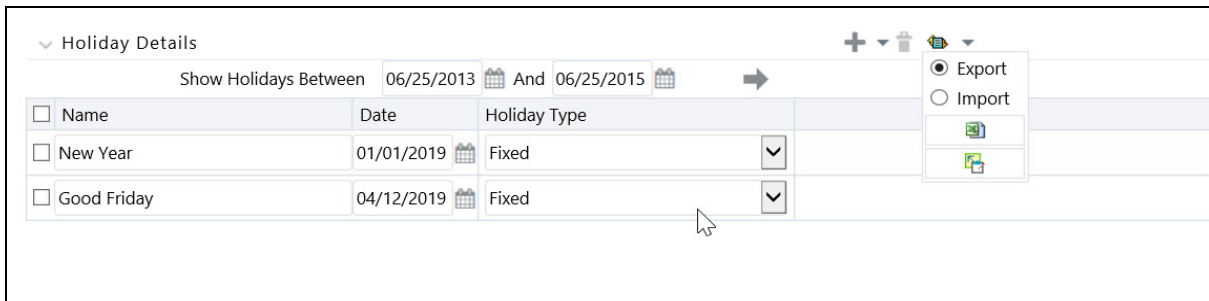 Holiday Details
Show Holidays Between 06/25/2013 And 06/25/2015
Export
Import
Name Date Holiday Type
New Year 01/01/2019 Fixed
Good Friday 04/12/2019 Fixed